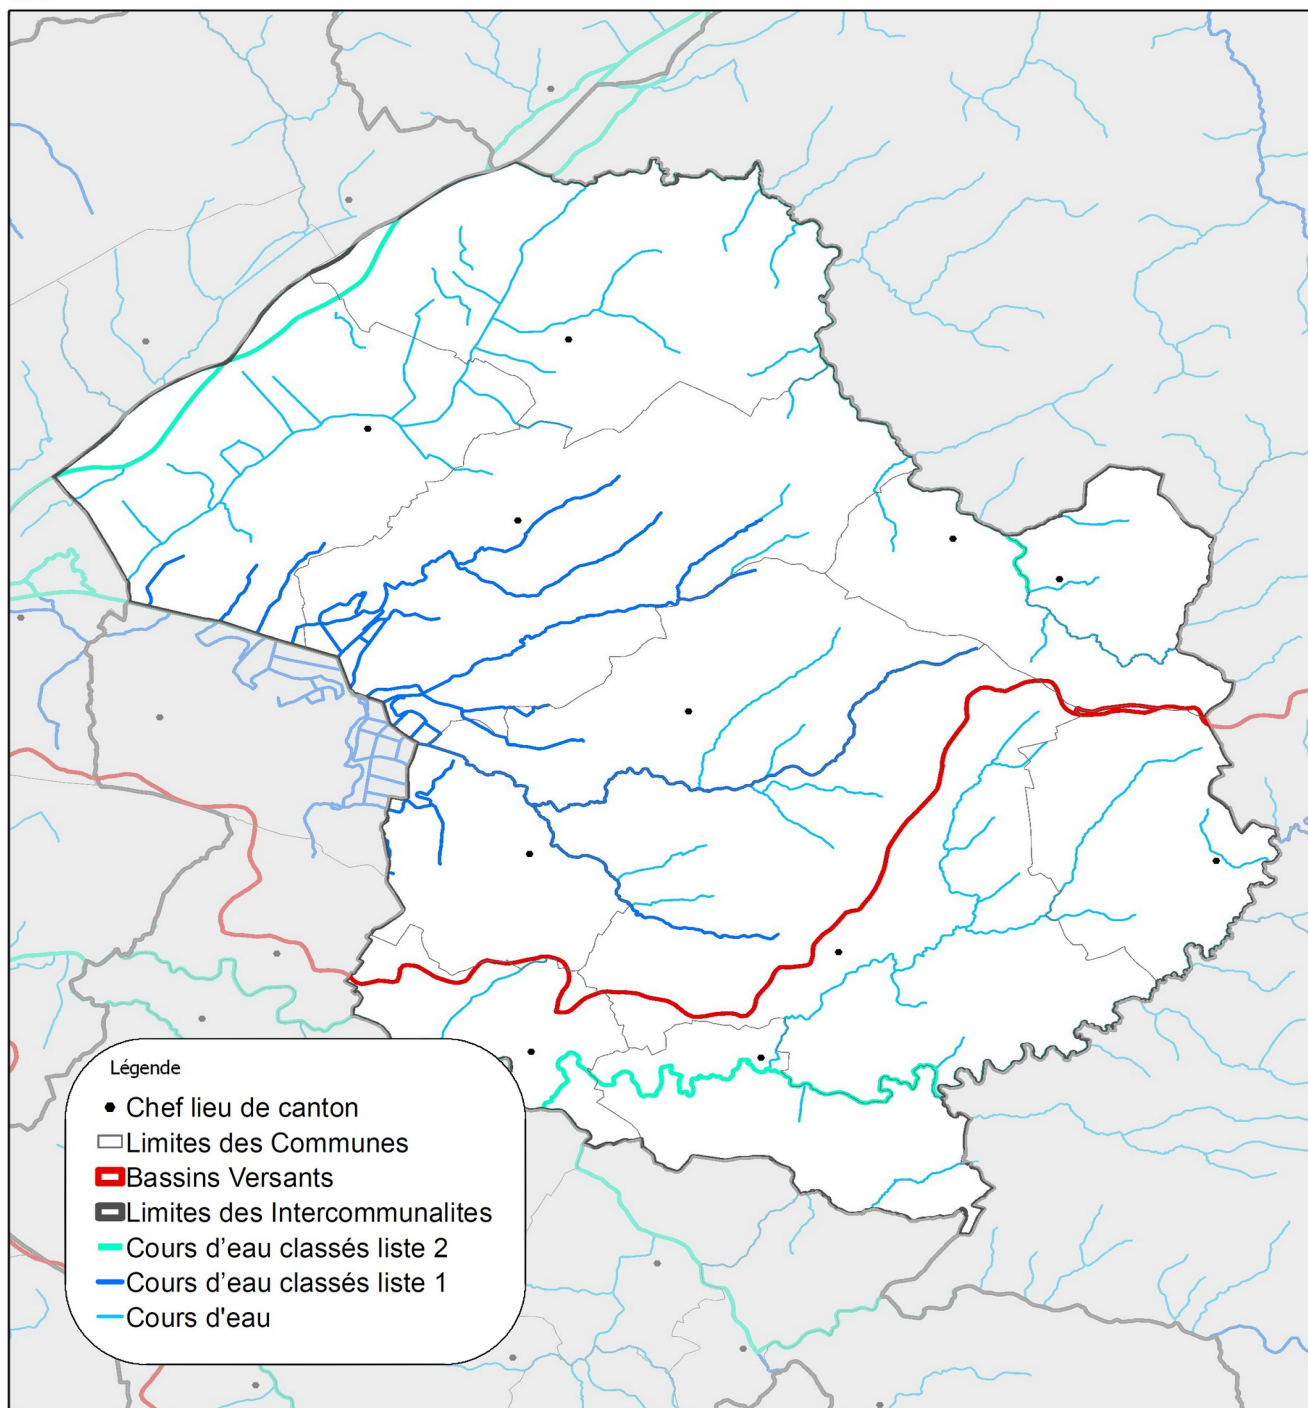 Légende
Chef lieu de canton
Limites des Communes
Bassins Versants
Limites des Intercommunalites
Cours d’eau classés liste 2
Cours d’eau classés liste 1
Cours d'eau